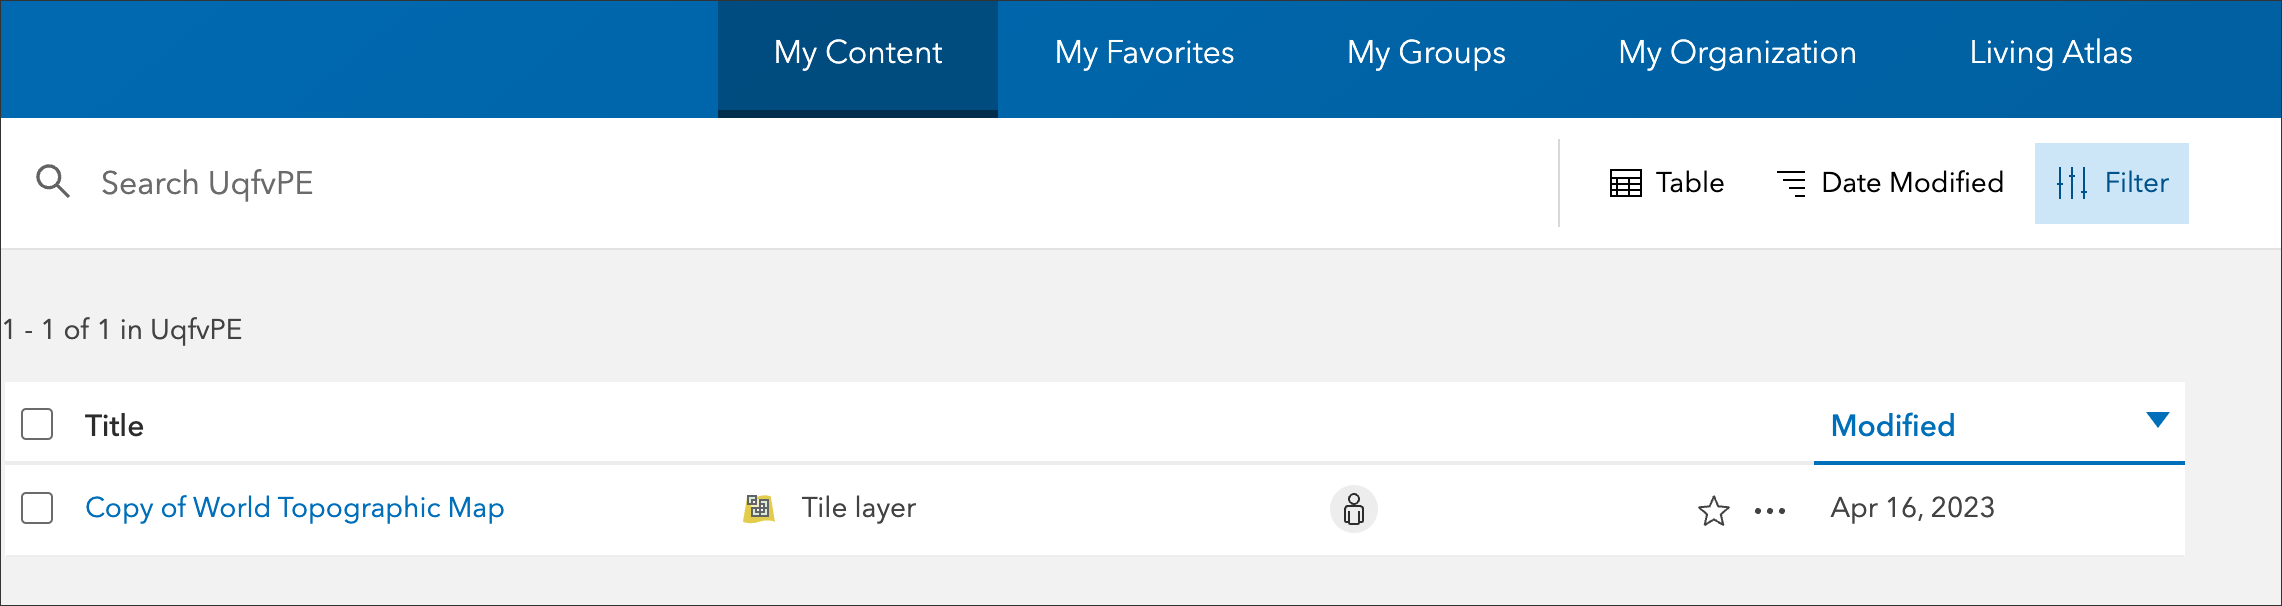 My Content My Favorites My Groups My Organization Living Atlas
Search UqfvPE Table Date Modified Filter
1 - 1 of 1 in UqfvPE
Title Modified
Copy of World Topographic Map Tile layer Apr 16, 2023